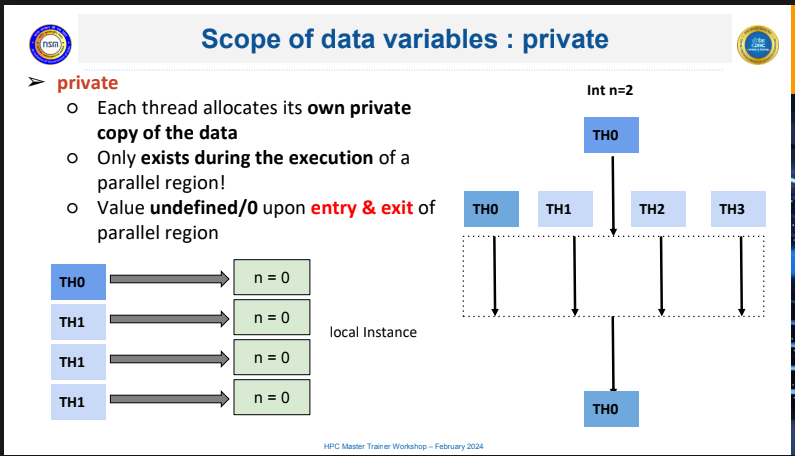 nsm
Scope of data variables : private
CDAC
➢ private
o Each thread allocates its own private
copy of the data
o Only exists during the execution of a
parallel region!
o Value undefined/0 upon entry & exit of
parallel region
TH0 n = 0
TH1 n = 0
TH1 n = 0
TH1 n = 0
local Instance
Int n=2
TH0
TH0 TH1 TH2 TH3
TH0
HPC Master Trainer Workshop – February 2024